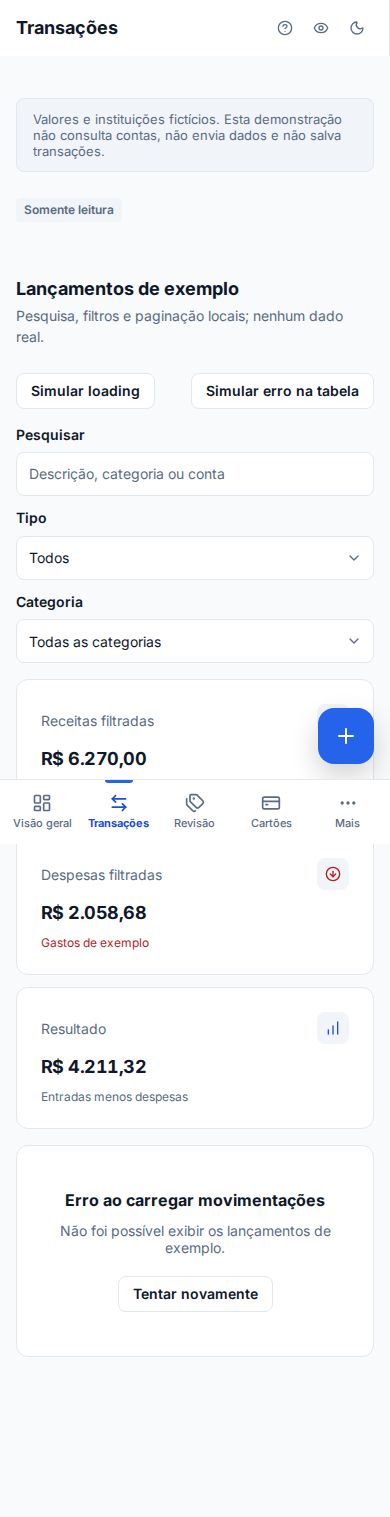 Transações
Valores e instituições fictícios. Esta demonstração
não consulta contas, não envia dados e não salva
transações.
Somente leitura
Lançamentos de exemplo
Pesquisa, filtros e paginação locais; nenhum dado
real.
Simular loading
Simular erro na tabela
Pesquisar
Descrição, categoria ou conta
Tipo
Todos
Categoria
Todas as categorias
Receitas filtradas
R$ 6.270,00
Visão geral
Transações
Revisão
Cartões
Mais
Despesas filtradas
R$ 2.058,68
Gastos de exemplo
Resultado
R$ 4.211,32
Entradas menos despesas
Erro ao carregar movimentações
Não foi possível exibir os lançamentos de
exemplo.
Tentar novamente